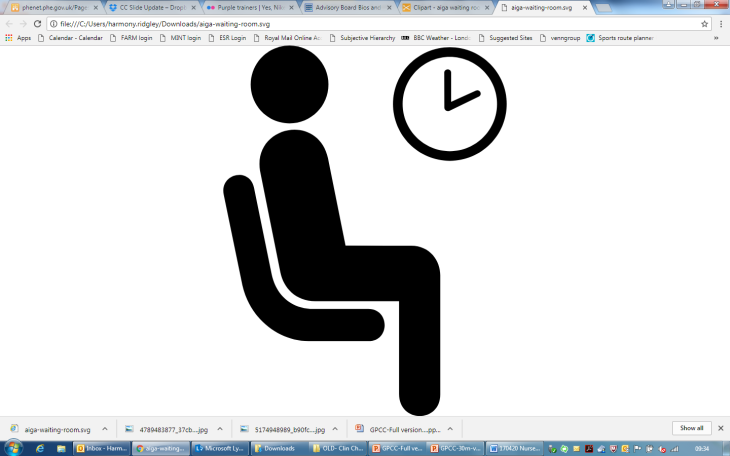 phenet.phe.gov.uk/Page
CC Slide Update – Drop
Purple trainers | Yes, Nik
Advisory Board Bios and
Clipart - aiga waiting roo
aiga-waiting-room.svg
file:///C:/Users/harmony.ridgley/Downloads/aiga-waiting-room.svg
Apps Calendar - Calendar FARM login MINT login ESR Login Royal Mail Online Ac Subjective Hierarchy BBC Weather - Lond Suggested Sites venngroup Sports route planner »
aiga-waiting-room.svg 4789483877_37cb....jpg 5174948989_b90fc....jpg GPCC-Full version....pp... Show all
Inbox - Harm... aiga-waiting... Microsoft Ly... Downloads OLD- Clin Ch... GPCC-Full ve... GPCC-30m-v... 170420 Nurse... 09:34